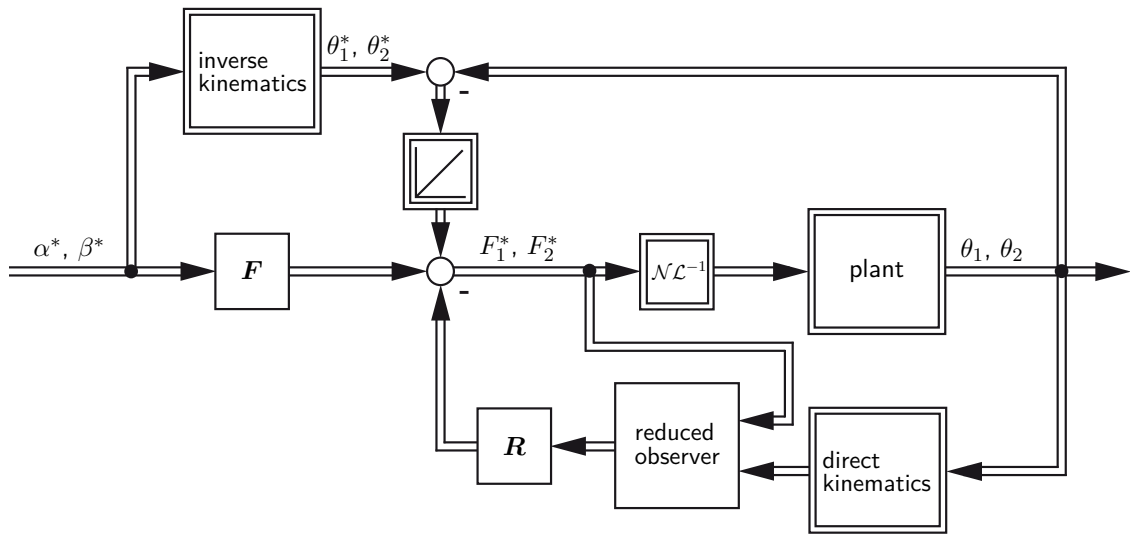 inverse
kinematics
θ₁*, θ₂*
-
α*, β*
F
F₁*, F₂*
-
𝒩ℒ⁻¹
plant
θ₁, θ₂
R
reduced
observer
direct
kinematics